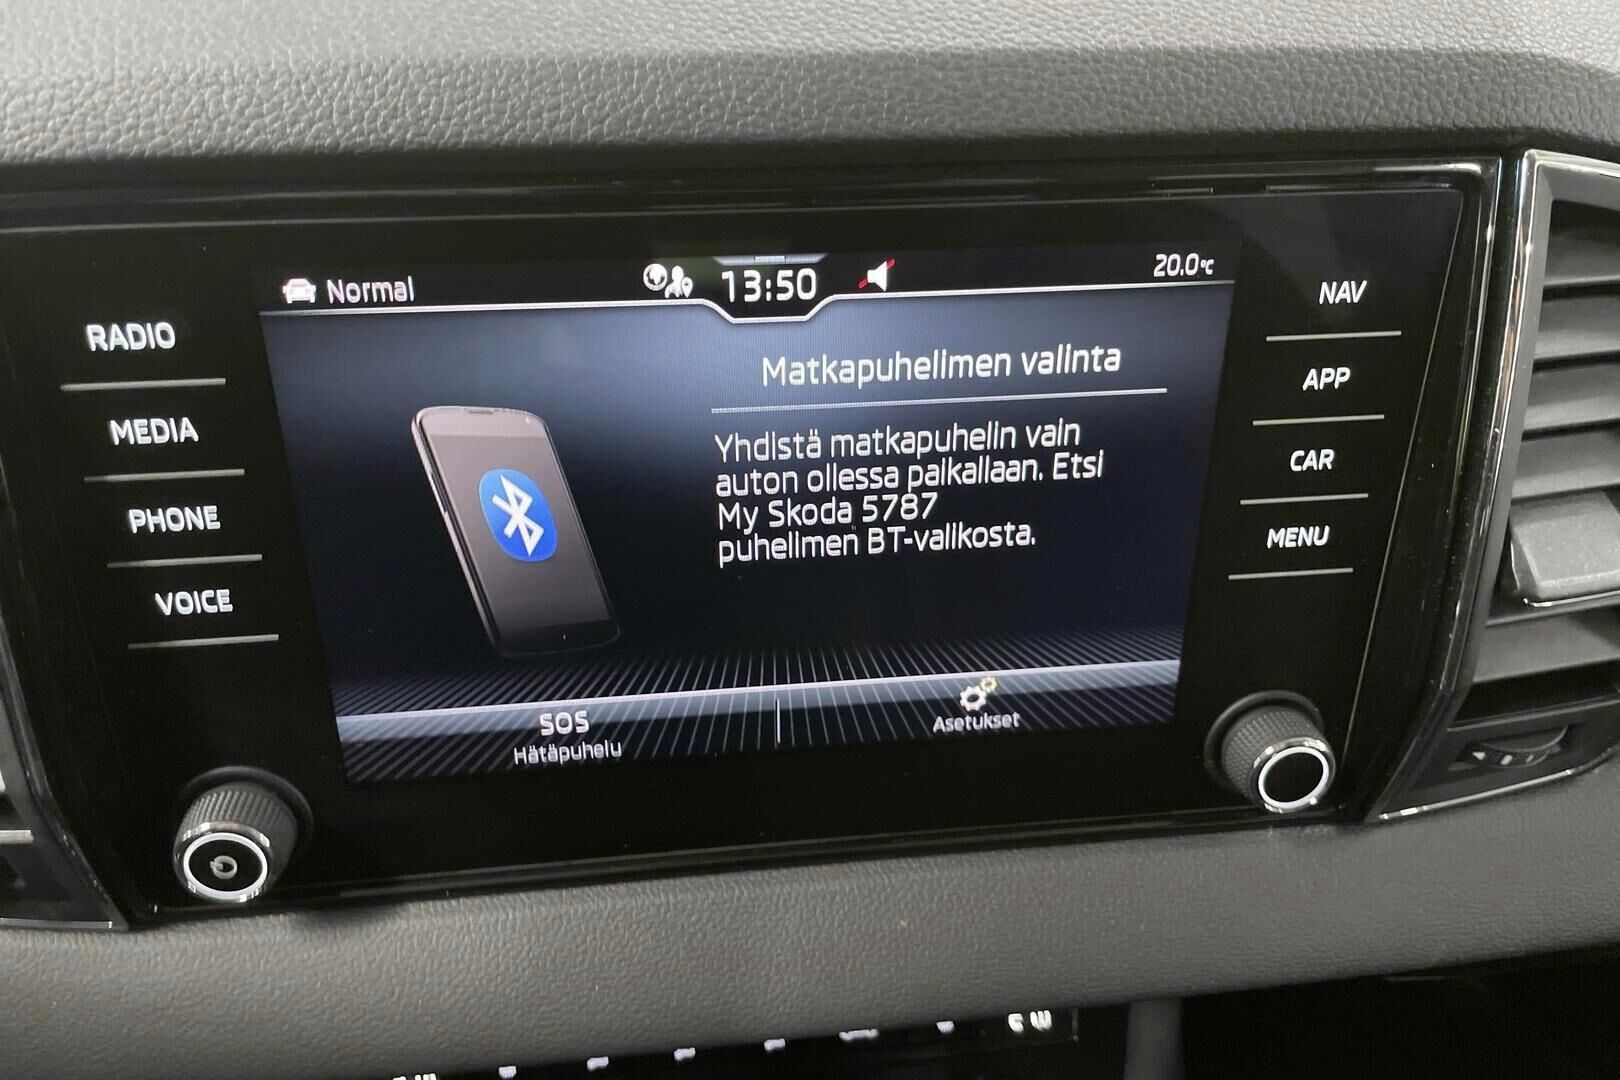 Normal
13:50
20.0°C
RADIO
MEDIA
PHONE
VOICE
NAV
APP
CAR
MENU
Matkapuhelimen valinta
Yhdistä matkapuhelin vain
auton ollessa paikallaan. Etsi
My Skoda 5787
puhelimen BT-valikosta.
SOS
Hätäpuhelu
Asetukset